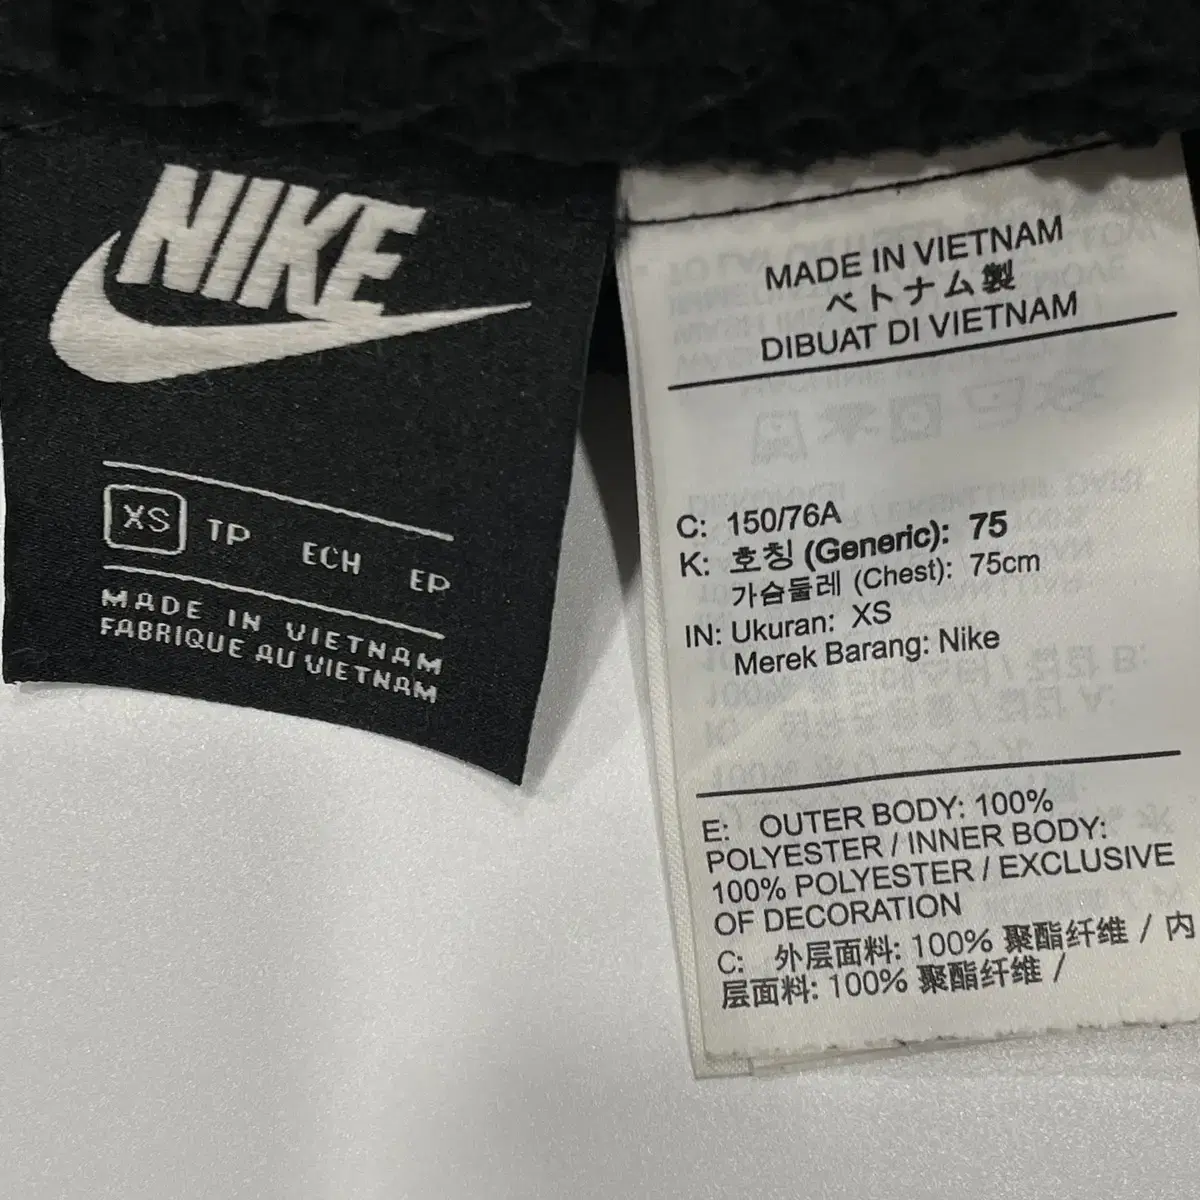 NIKE
XS TP ECH EP
MADE IN VIETNAM
FABRIQUE AU VIETNAM
MADE IN VIETNAM
ベトナム製
DIBUAT DI VIETNAM
C: 150/76A
K: 호칭 (Generic): 75
가슴둘레 (Chest): 75cm
IN: Ukuran: XS
Merek Barang: Nike
E: OUTER BODY: 100%
POLYESTER / INNER BODY:
100% POLYESTER / EXCLUSIVE
OF DECORATION
C: 外层面料: 100% 聚酯纤维 / 内
层面料: 100% 聚酯纤维 /